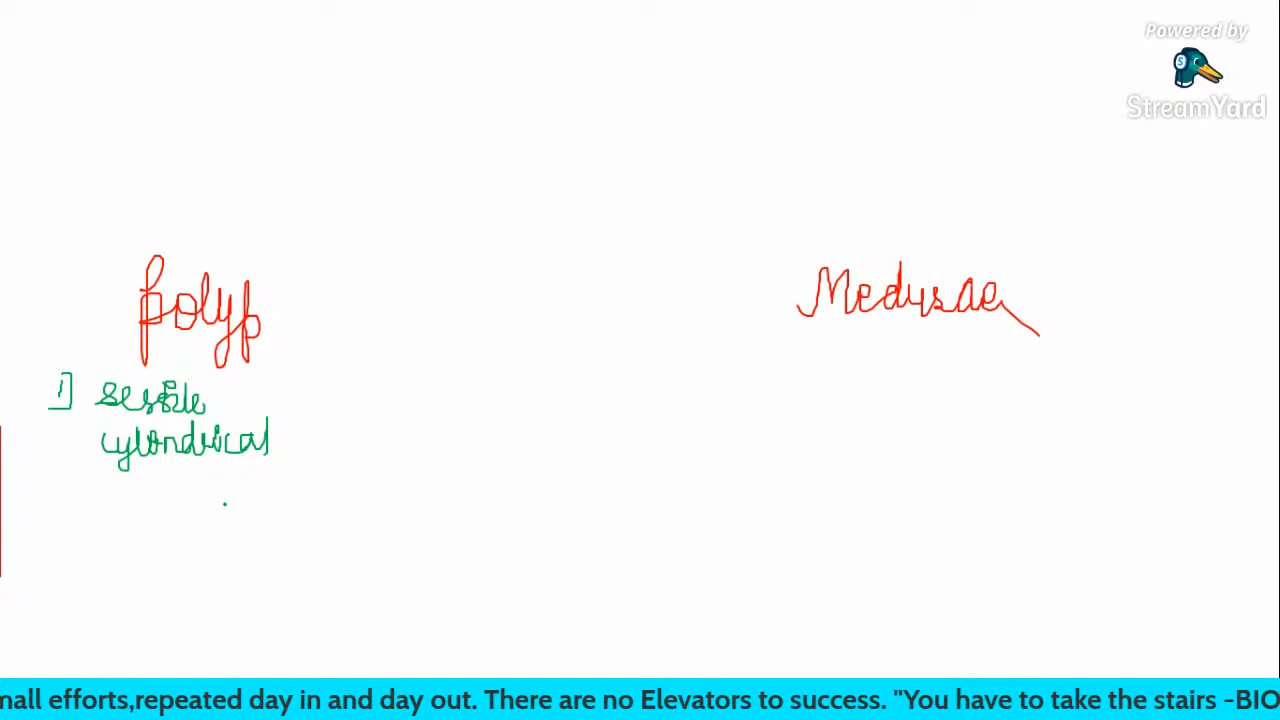 Powered by
StreamYard
polyp
Medusae
1] sessile
cylindrical
mall efforts,repeated day in and day out. There are no Elevators to success. "You have to take the stairs -BIO